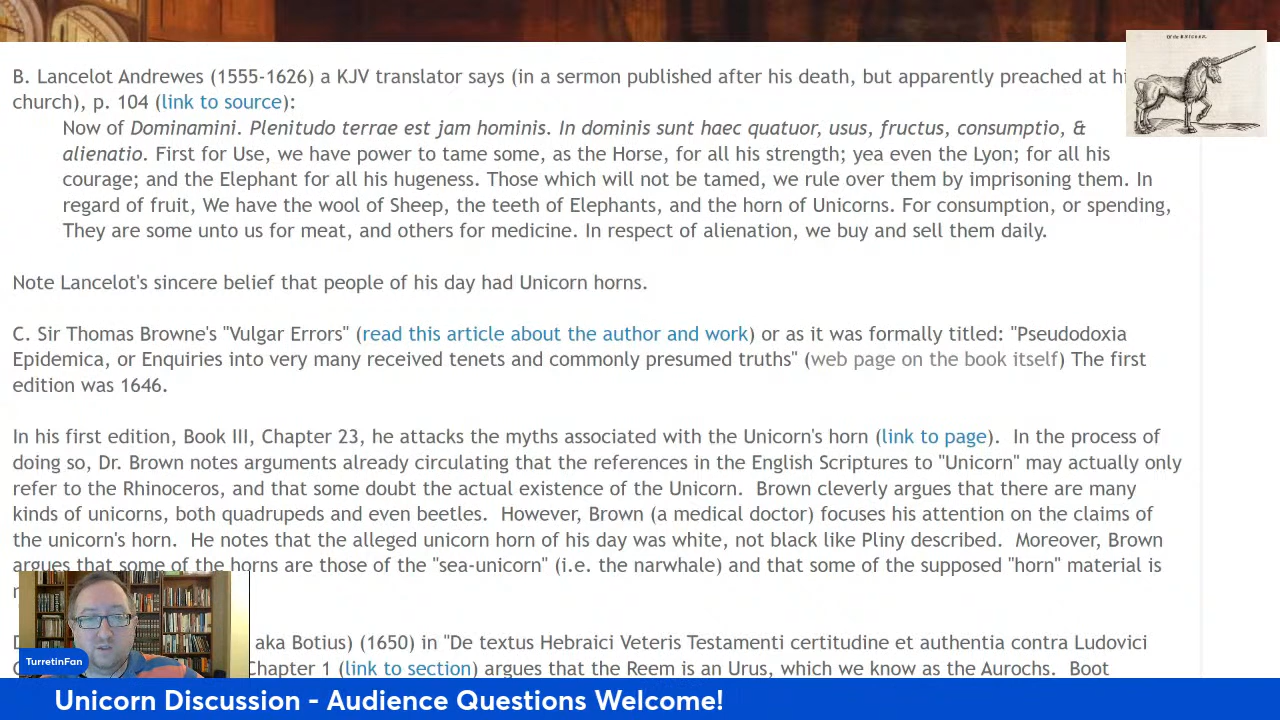 Of the UNICORN.
B. Lancelot Andrewes (1555-1626) a KJV translator says (in a sermon published after his death, but apparently preached at
church), p. 104 (link to source):
Now of Dominamini. Plenitudo terrae est jam hominis. In dominis sunt haec quatuor, usus, fructus, consumptio, &
alienatio. First for Use, we have power to tame some, as the Horse, for all his strength; yea even the Lyon; for all his
courage; and the Elephant for all his hugeness. Those which will not be tamed, we rule over them by imprisoning them. In
regard of fruit, We have the wool of Sheep, the teeth of Elephants, and the horn of Unicorns. For consumption, or spending,
They are some unto us for meat, and others for medicine. In respect of alienation, we buy and sell them daily.
Note Lancelot's sincere belief that people of his day had Unicorn horns.
C. Sir Thomas Browne's "Vulgar Errors" (read this article about the author and work) or as it was formally titled: "Pseudodoxia
Epidemica, or Enquiries into very many received tenets and commonly presumed truths" (web page on the book itself) The first
edition was 1646.
In his first edition, Book III, Chapter 23, he attacks the myths associated with the Unicorn's horn (link to page).  In the process of
doing so, Dr. Brown notes arguments already circulating that the references in the English Scriptures to "Unicorn" may actually only
refer to the Rhinoceros, and that some doubt the actual existence of the Unicorn.  Brown cleverly argues that there are many
kinds of unicorns, both quadrupeds and even beetles.  However, Brown (a medical doctor) focuses his attention on the claims of
the unicorn's horn.  He notes that the alleged unicorn horn of his day was white, not black like Pliny described.  Moreover, Brown
argues that some of the horns are those of the "sea-unicorn" (i.e. the narwhale) and that some of the supposed "horn" material is
aka Botius) (1650) in "De textus Hebraici Veteris Testamenti certitudine et authentia contra Ludovici
Chapter 1 (link to section) argues that the Reem is an Urus, which we know as the Aurochs.  Boot
TurretinFan
Unicorn Discussion - Audience Questions Welcome!